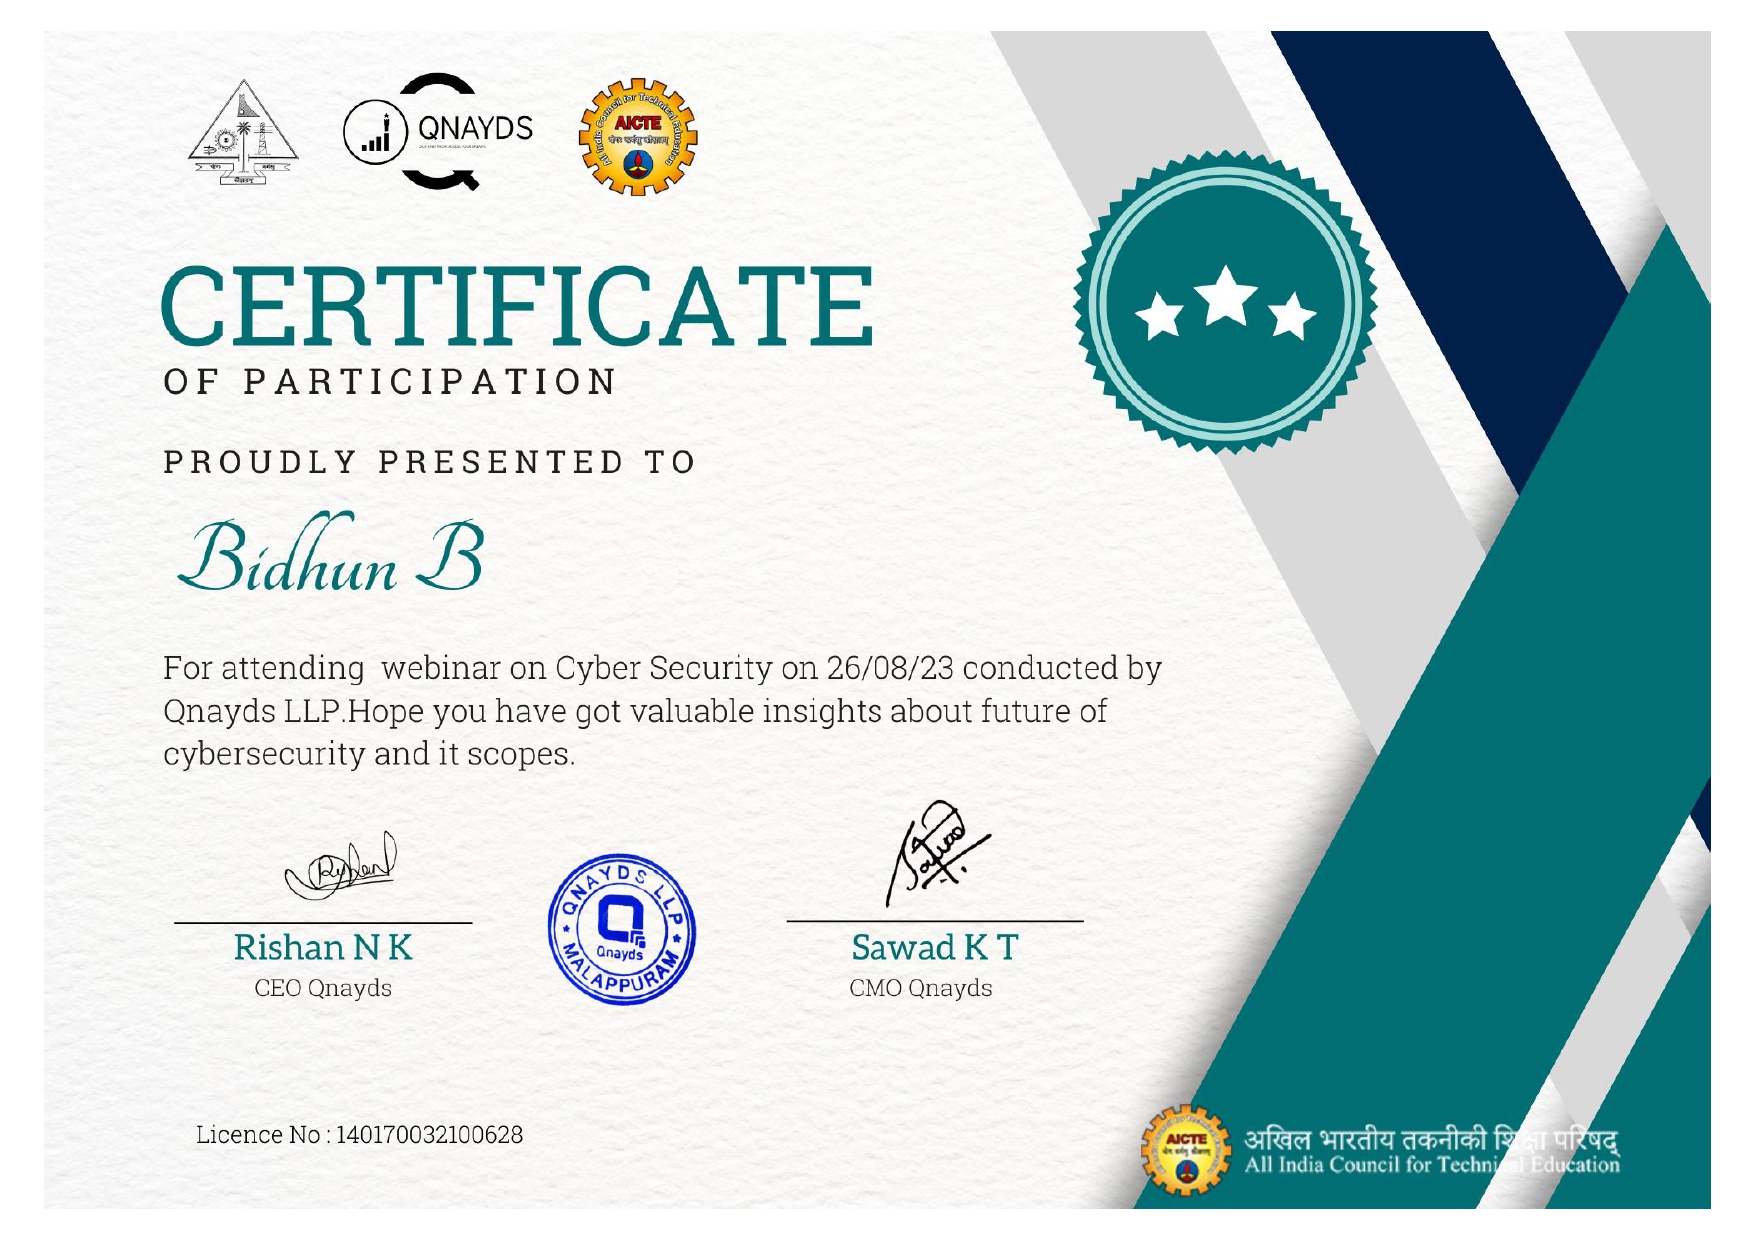 QNAYDS
All India Council for Technical Education
AICTE
CERTIFICATE
OF PARTICIPATION
PROUDLY PRESENTED TO
Bidhun B
For attending  webinar on Cyber Security on 26/08/23 conducted by
Qnayds LLP.Hope you have got valuable insights about future of
cybersecurity and it scopes.
Rishan N K
CEO Qnayds
QNAYDS LLP
Qnayds
MALAPPURAM
Sawad K T
CMO Qnayds
Licence No : 140170032100628
AICTE
अखिल भारतीय तकनीकी शिक्षा परिषद्
All India Council for Technical Education